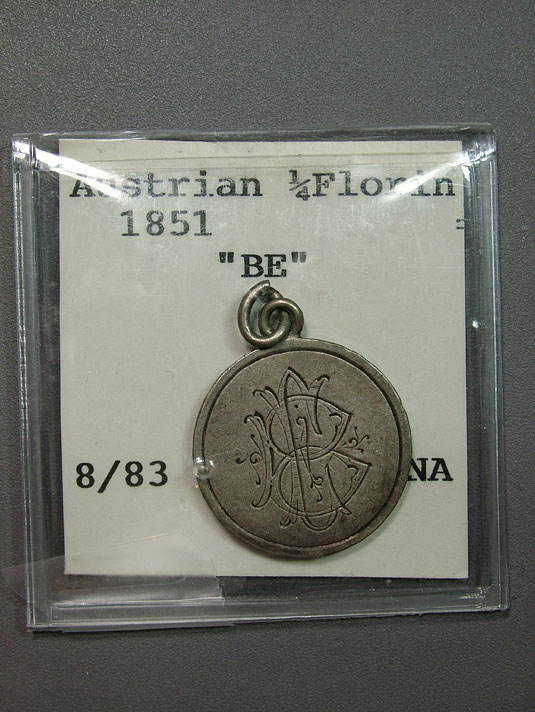 Austrian ¼Florin
1851
"BE"
8/83 NA